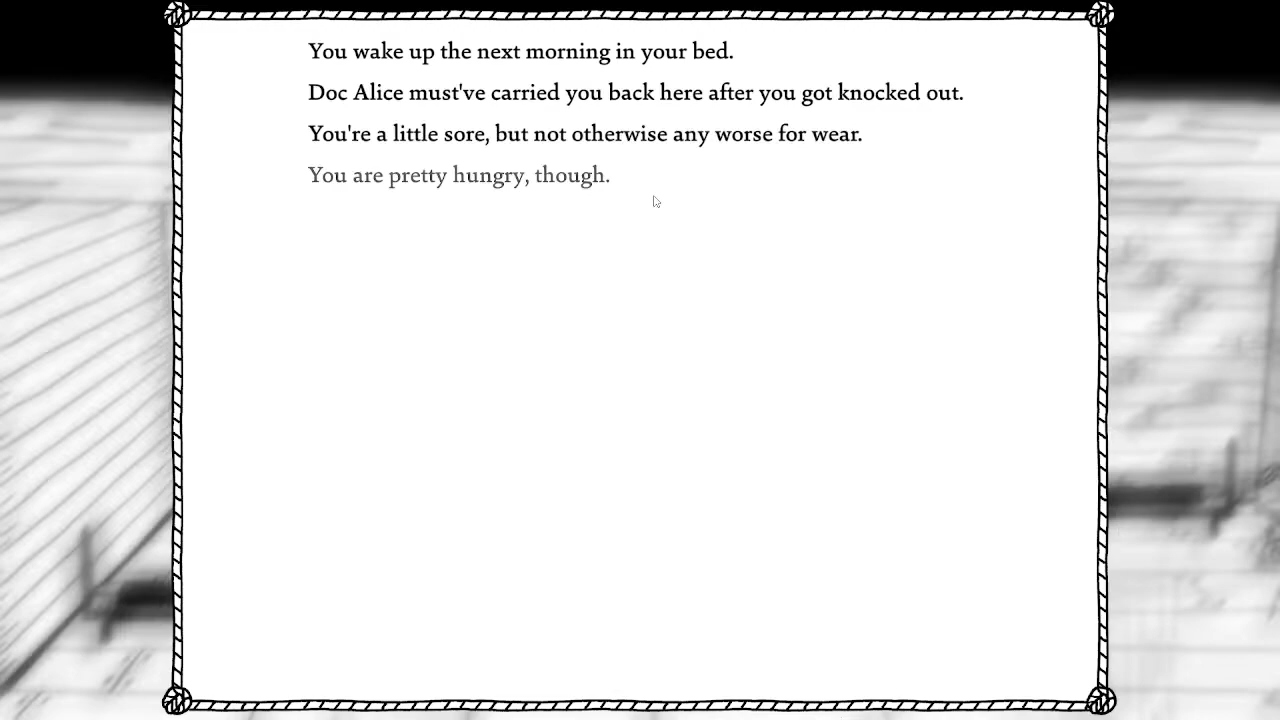 You wake up the next morning in your bed.
Doc Alice must've carried you back here after you got knocked out.
You're a little sore, but not otherwise any worse for wear.
You are pretty hungry, though.